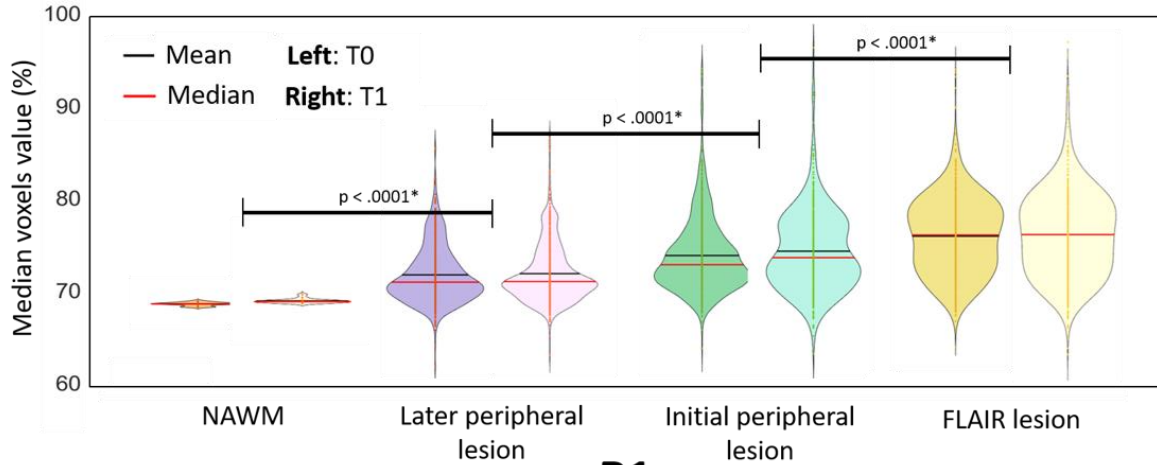 100
90
80
70
60
Median voxels value (%)
Mean
Left: T0
Median
Right: T1
p < .0001*
p < .0001*
p < .0001*
NAWM
Later peripheral
lesion
Initial peripheral
lesion
FLAIR lesion